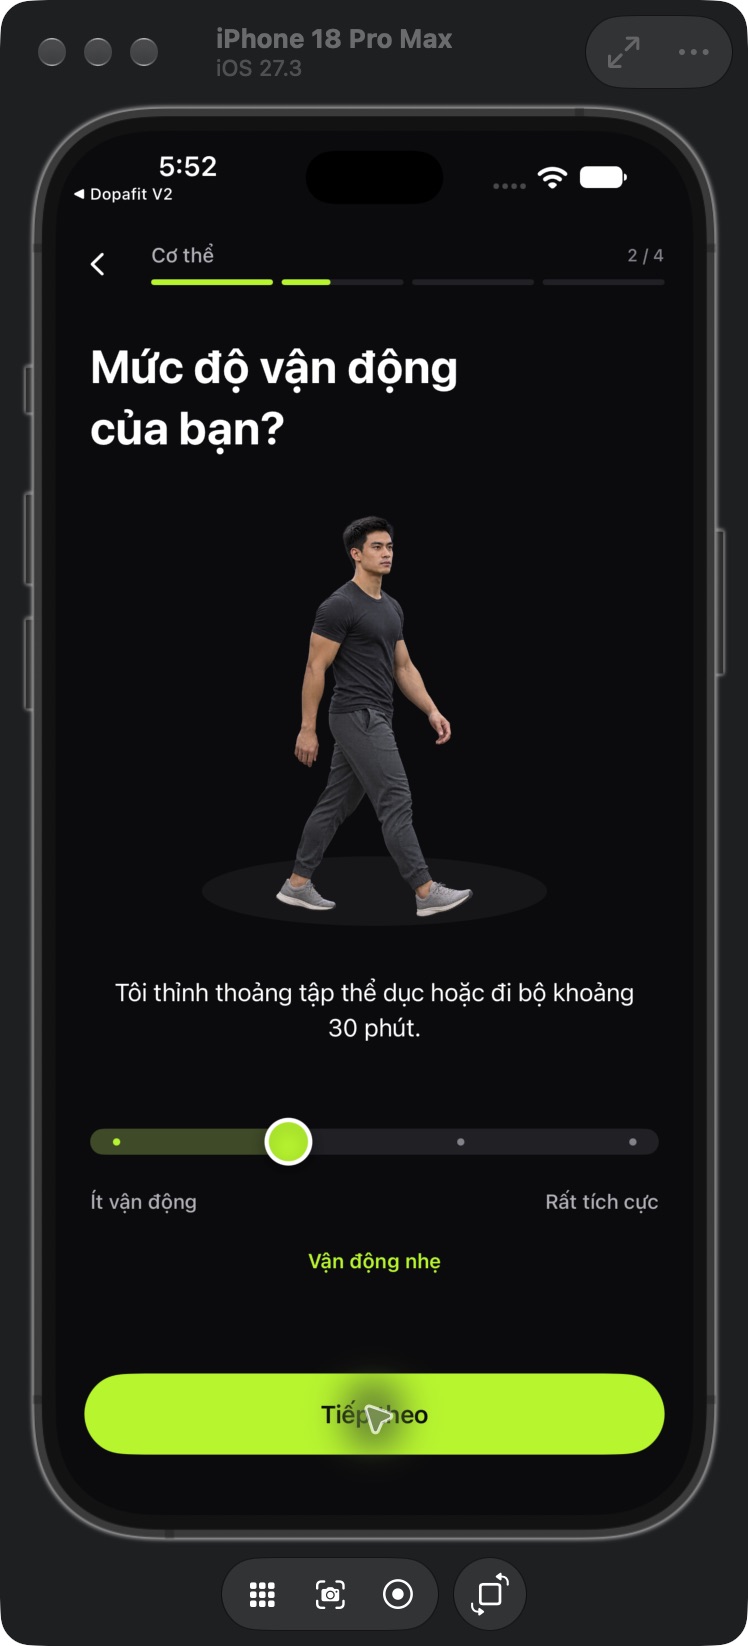 iPhone 18 Pro Max
iOS 27.3
5:52
◀ Dopafit V2
Cơ thể
2 / 4
Mức độ vận động
của bạn?
Tôi thỉnh thoảng tập thể dục hoặc đi bộ khoảng
30 phút.
Ít vận động
Rất tích cực
Vận động nhẹ
Tiếp theo